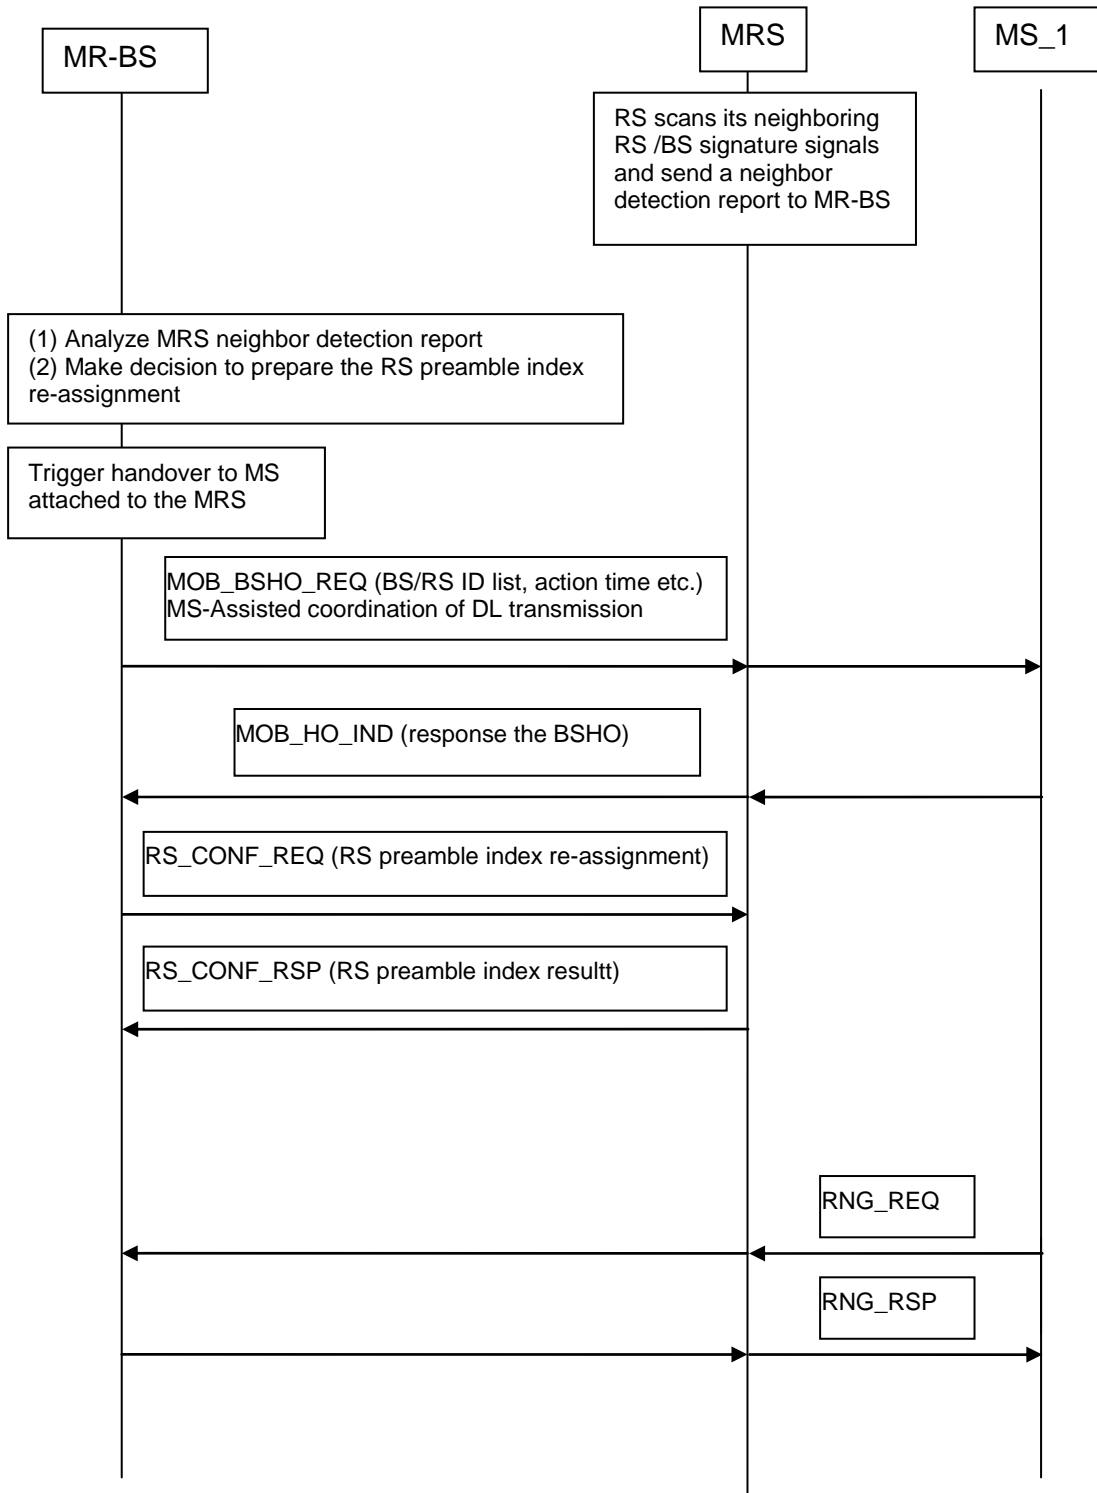 MR-BS
MRS
MS_1
RS scans its neighboring
RS /BS signature signals
and send a neighbor
detection report to MR-BS
(1) Analyze MRS neighbor detection report
(2) Make decision to prepare the RS preamble index
re-assignment
Trigger handover to MS
attached to the MRS
MOB_BSHO_REQ (BS/RS ID list, action time etc.)
MS-Assisted coordination of DL transmission
MOB_HO_IND (response the BSHO)
RS_CONF_REQ (RS preamble index re-assignment)
RS_CONF_RSP (RS preamble index resultt)
RNG_REQ
RNG_RSP